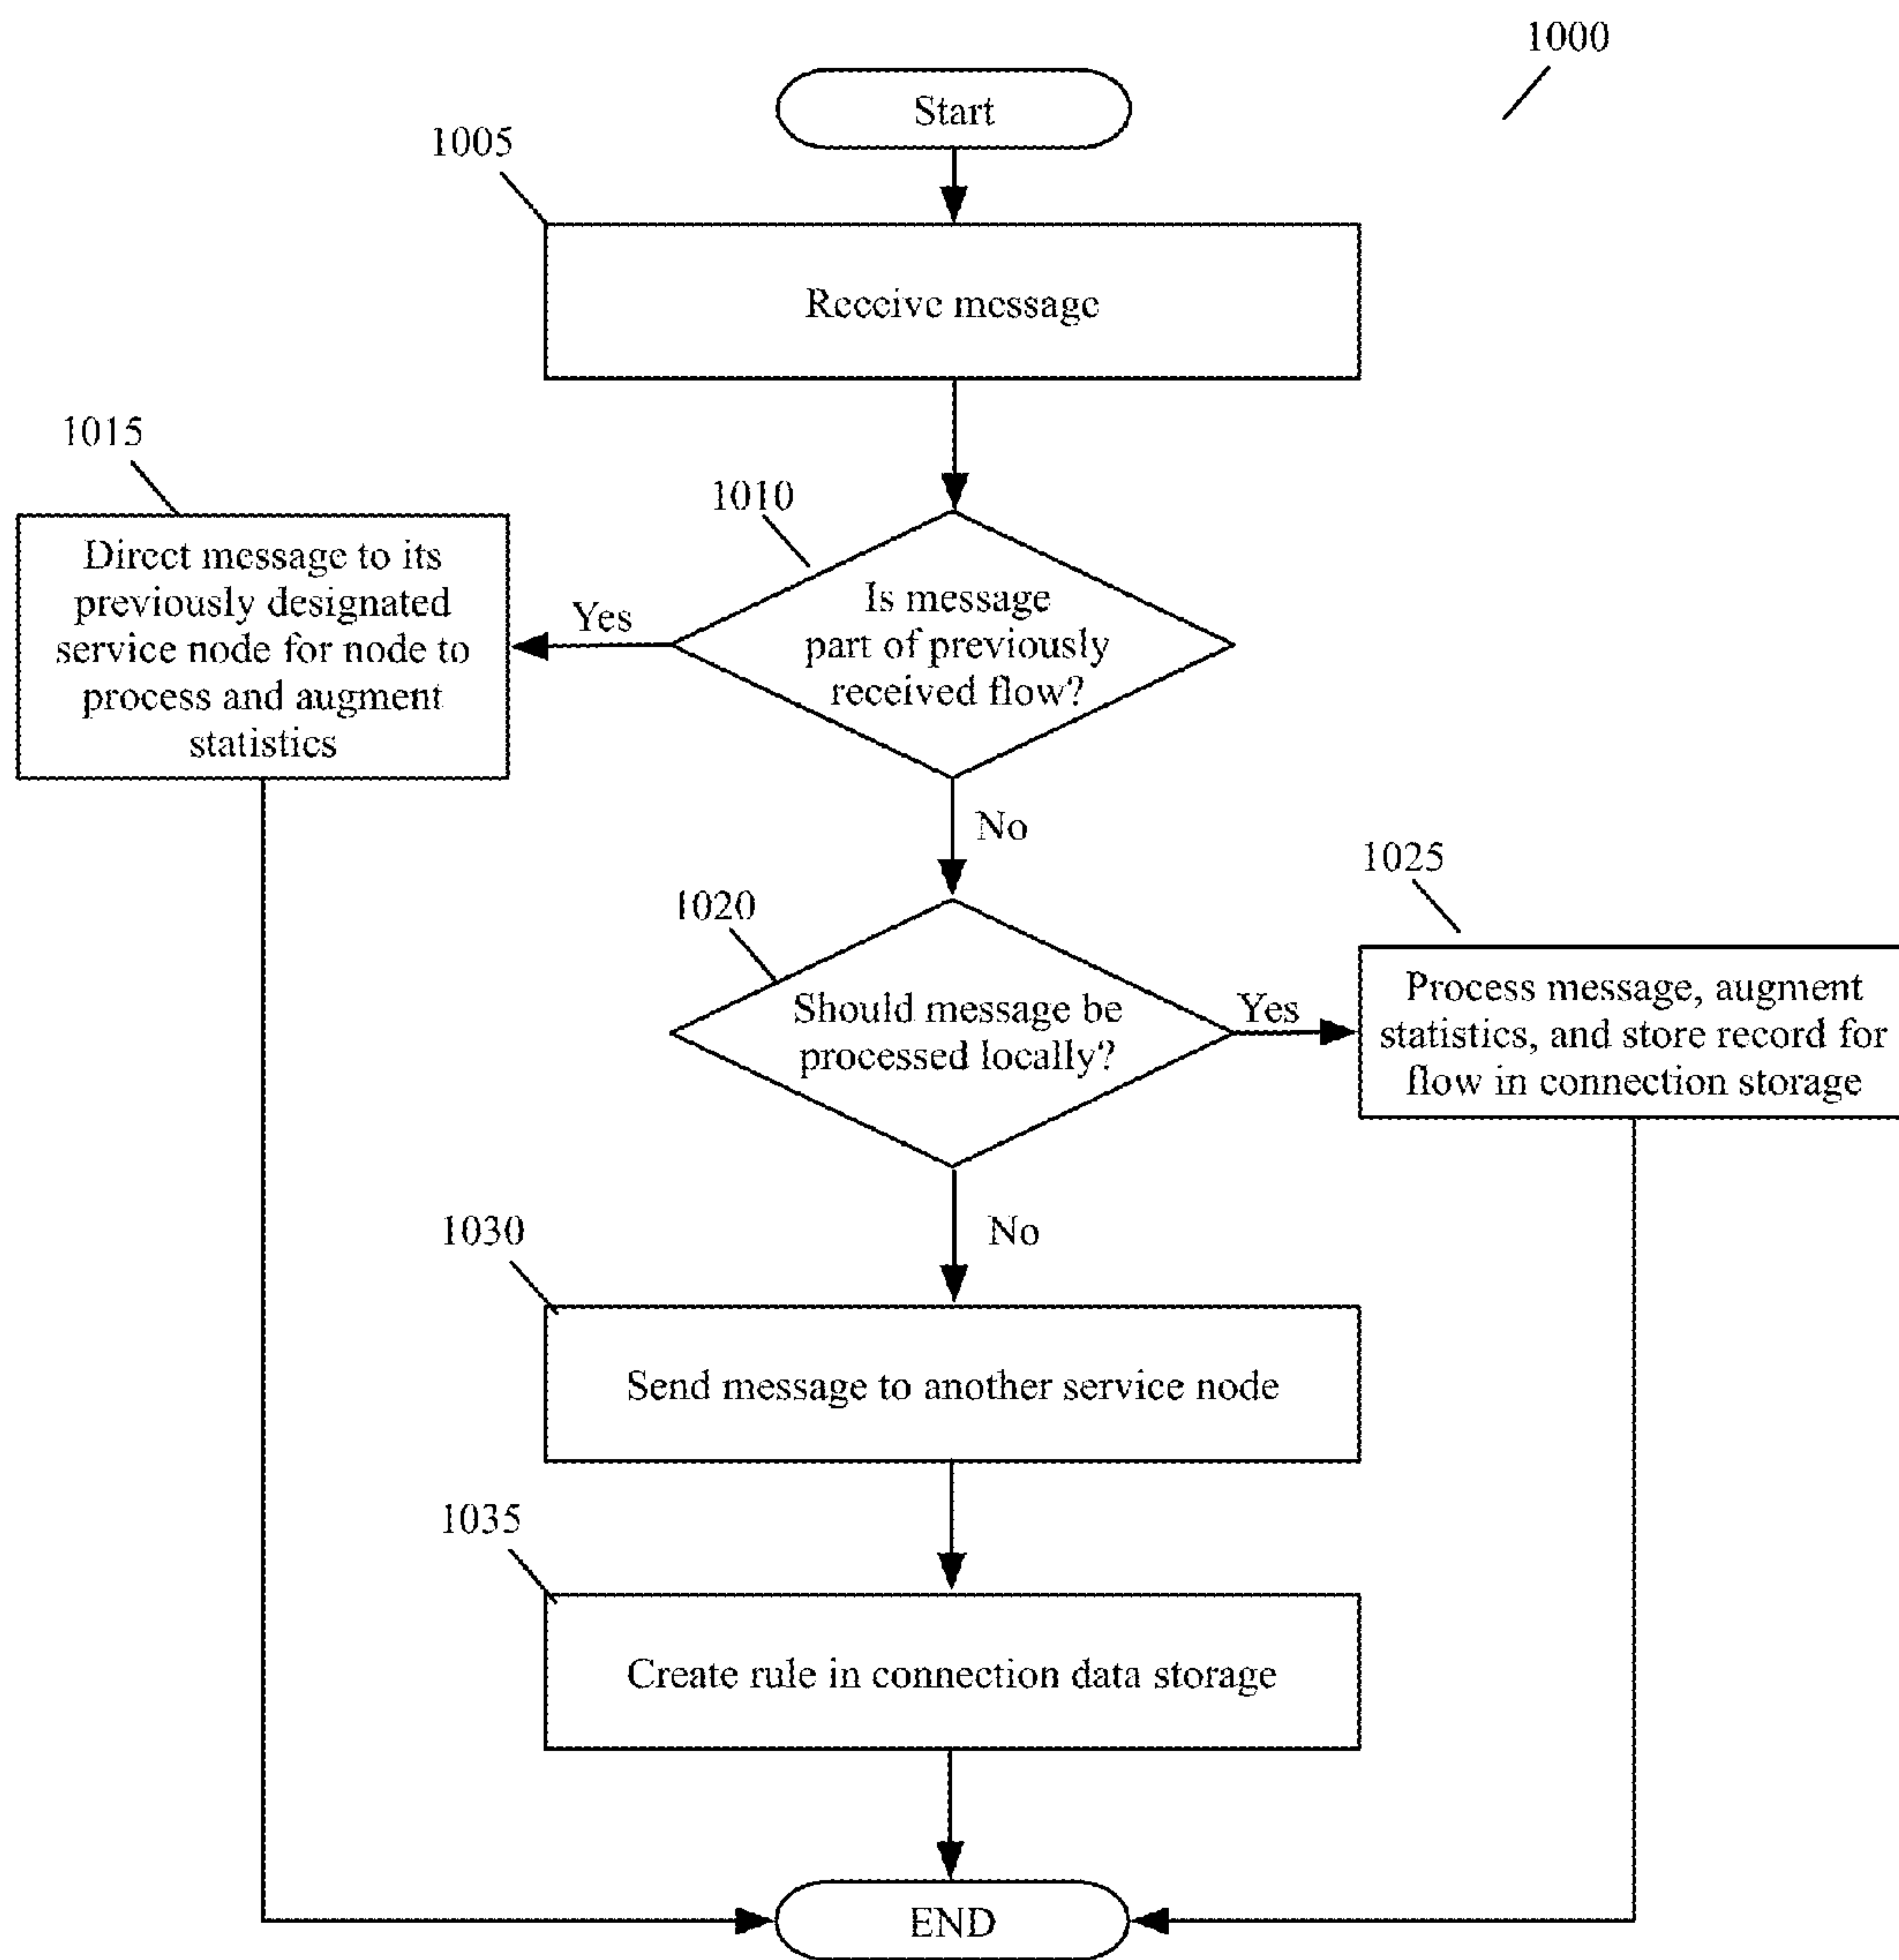 1000
Start
1005
Receive message
1015
Direct message to its
previously designated
service node for node to
process and augment
statistics
1010
Is message
part of previously
received flow?
Yes
No
1025
1020
Should message be
processed locally?
Yes
Process message, augment
statistics, and store record for
flow in connection storage
No
1030
Send message to another service node
1035
Create rule in connection data storage
END